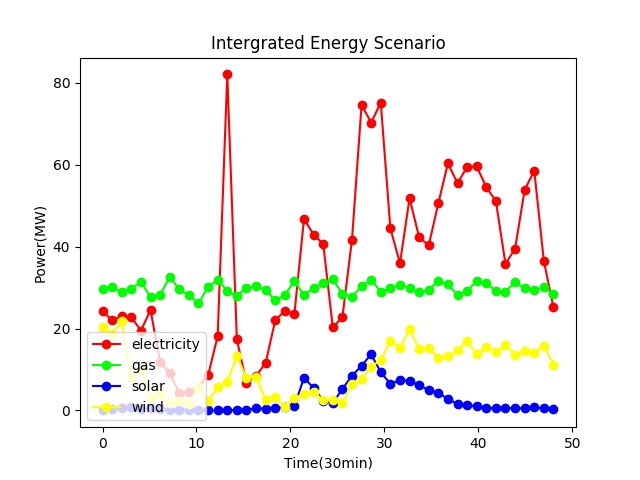 Intergrated Energy Scenario
Power(MW)
80
60
40
20
0
electricity
gas
solar
wind
0 10 20 30 40 50
Time(30min)